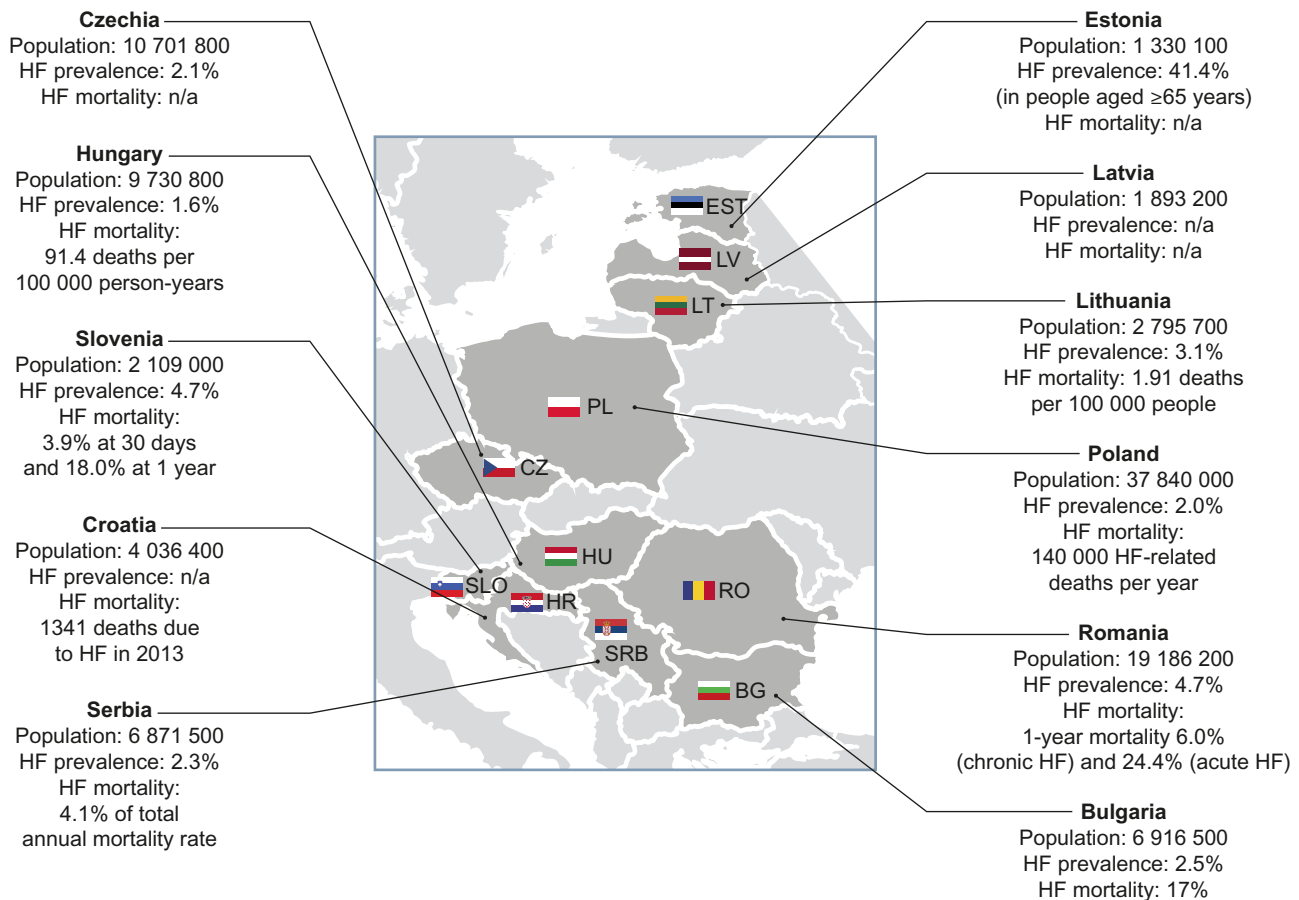 Czechia
Population: 10 701 800
HF prevalence: 2.1%
HF mortality: n/a
Hungary
Population: 9 730 800
HF prevalence: 1.6%
HF mortality:
91.4 deaths per
100 000 person-years
Slovenia
Population: 2 109 000
HF prevalence: 4.7%
HF mortality:
3.9% at 30 days
and 18.0% at 1 year
Croatia
Population: 4 036 400
HF prevalence: n/a
HF mortality:
1341 deaths due
to HF in 2013
Serbia
Population: 6 871 500
HF prevalence: 2.3%
HF mortality:
4.1% of total
annual mortality rate
EST
LV
LT
PL
CZ
HU
SLO
HR
RO
SRB
BG
Estonia
Population: 1 330 100
HF prevalence: 41.4%
(in people aged ≥65 years)
HF mortality: n/a
Latvia
Population: 1 893 200
HF prevalence: n/a
HF mortality: n/a
Lithuania
Population: 2 795 700
HF prevalence: 3.1%
HF mortality: 1.91 deaths
per 100 000 people
Poland
Population: 37 840 000
HF prevalence: 2.0%
HF mortality:
140 000 HF-related
deaths per year
Romania
Population: 19 186 200
HF prevalence: 4.7%
HF mortality:
1-year mortality 6.0%
(chronic HF) and 24.4% (acute HF)
Bulgaria
Population: 6 916 500
HF prevalence: 2.5%
HF mortality: 17%